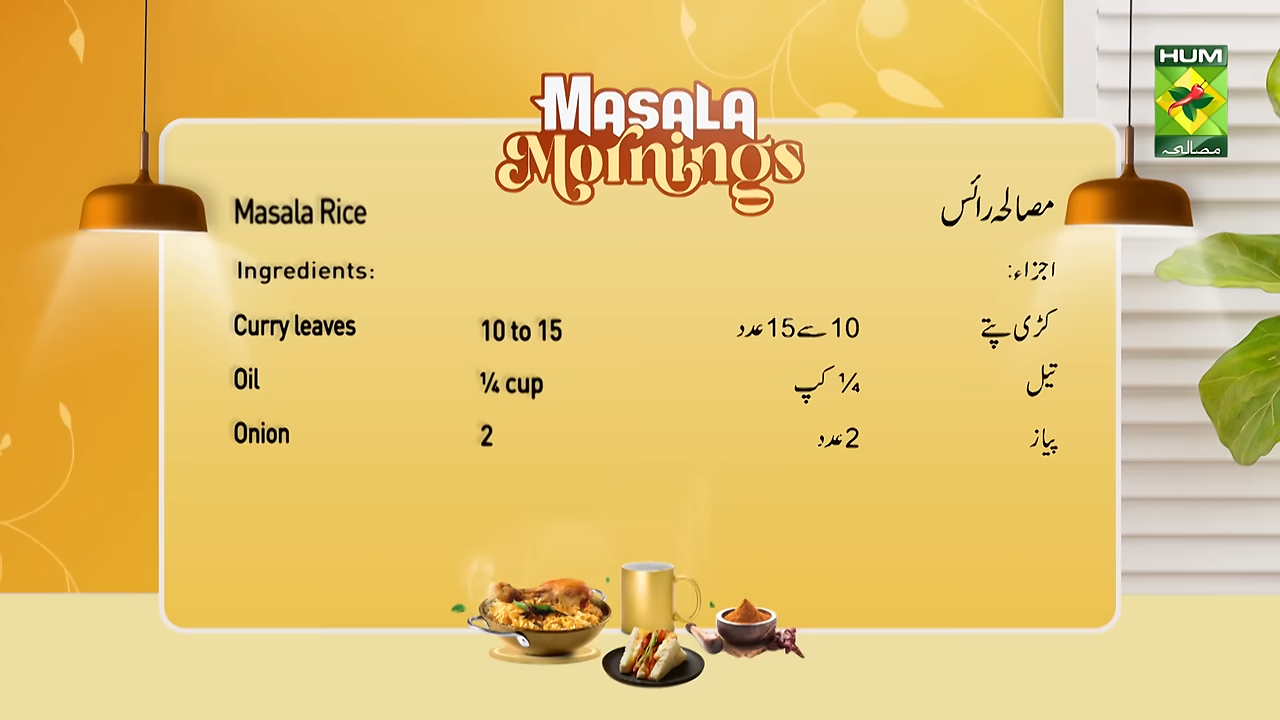 HUM
مصالحہ
MASALA
Mornings
Masala Rice مصالحہ رائس
Ingredients: اجزاء:
Curry leaves 10 to 15 10 سے 15 عدد کڑی پتے
Oil ¼ cup ¼ کپ تیل
Onion 2 2 عدد پیاز